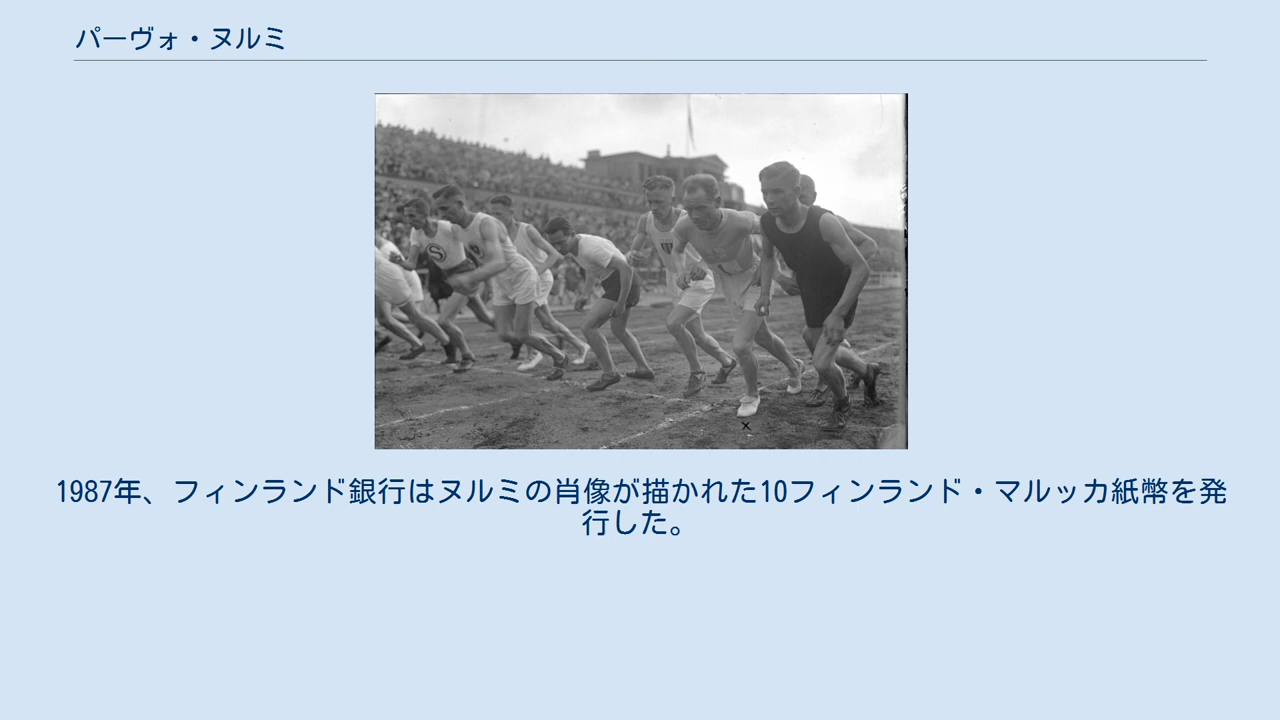 パーヴォ・ヌルミ
1987年、フィンランド銀行はヌルミの肖像が描かれた10フィンランド・マルッカ紙幣を発
行した。